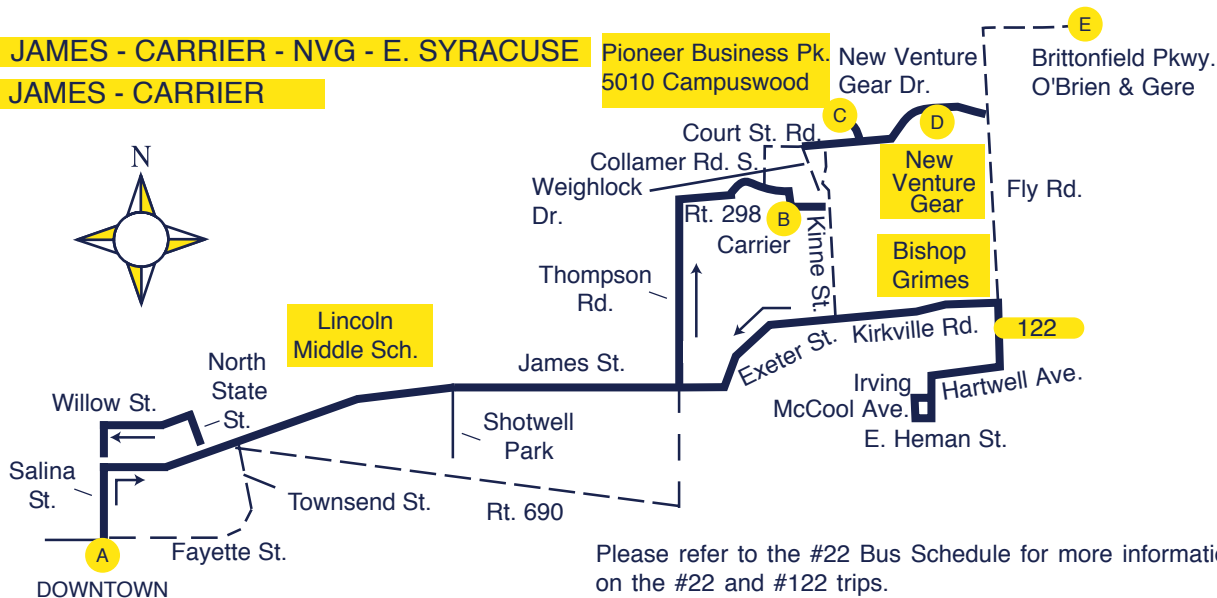 JAMES - CARRIER - NVG - E. SYRACUSE
JAMES - CARRIER
Pioneer Business Pk.
5010 Campuswood
New Venture
Gear Dr.
E
Brittonfield Pkwy.
O'Brien & Gere
C
D
Court St. Rd.
Collamer Rd. S.
Weighlock
Dr.
N
New
Venture
Gear
Fly Rd.
Rt. 298
B
Carrier
Kinne St.
Bishop
Grimes
Thompson
Rd.
Lincoln
Middle Sch.
122
Kirkville Rd.
Exeter St.
James St.
North
State
St.
Willow St.
Irving
McCool Ave.
Hartwell Ave.
E. Heman St.
Shotwell
Park
Salina
St.
Townsend St.
Rt. 690
A
Fayette St.
DOWNTOWN
Please refer to the #22 Bus Schedule for more informatio
on the #22 and #122 trips.